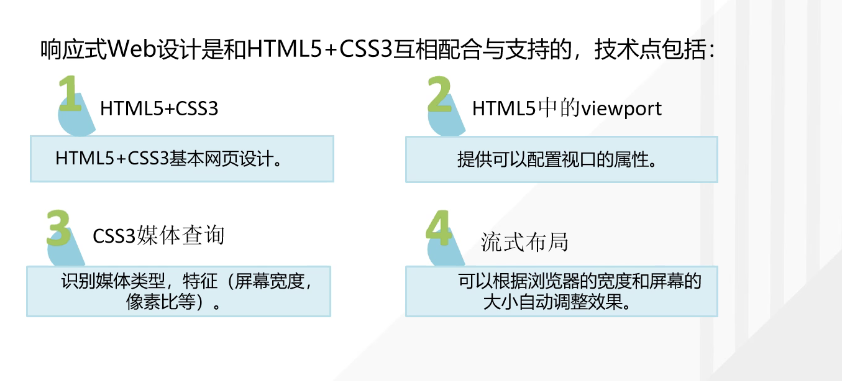 响应式Web设计是和HTML5+CSS3互相配合与支持的，技术点包括：
1 HTML5+CSS3
HTML5+CSS3基本网页设计。
2 HTML5中的viewport
提供可以配置视口的属性。
3 CSS3媒体查询
识别媒体类型，特征（屏幕宽度，
像素比等）。
4 流式布局
可以根据浏览器的宽度和屏幕的
大小自动调整效果。